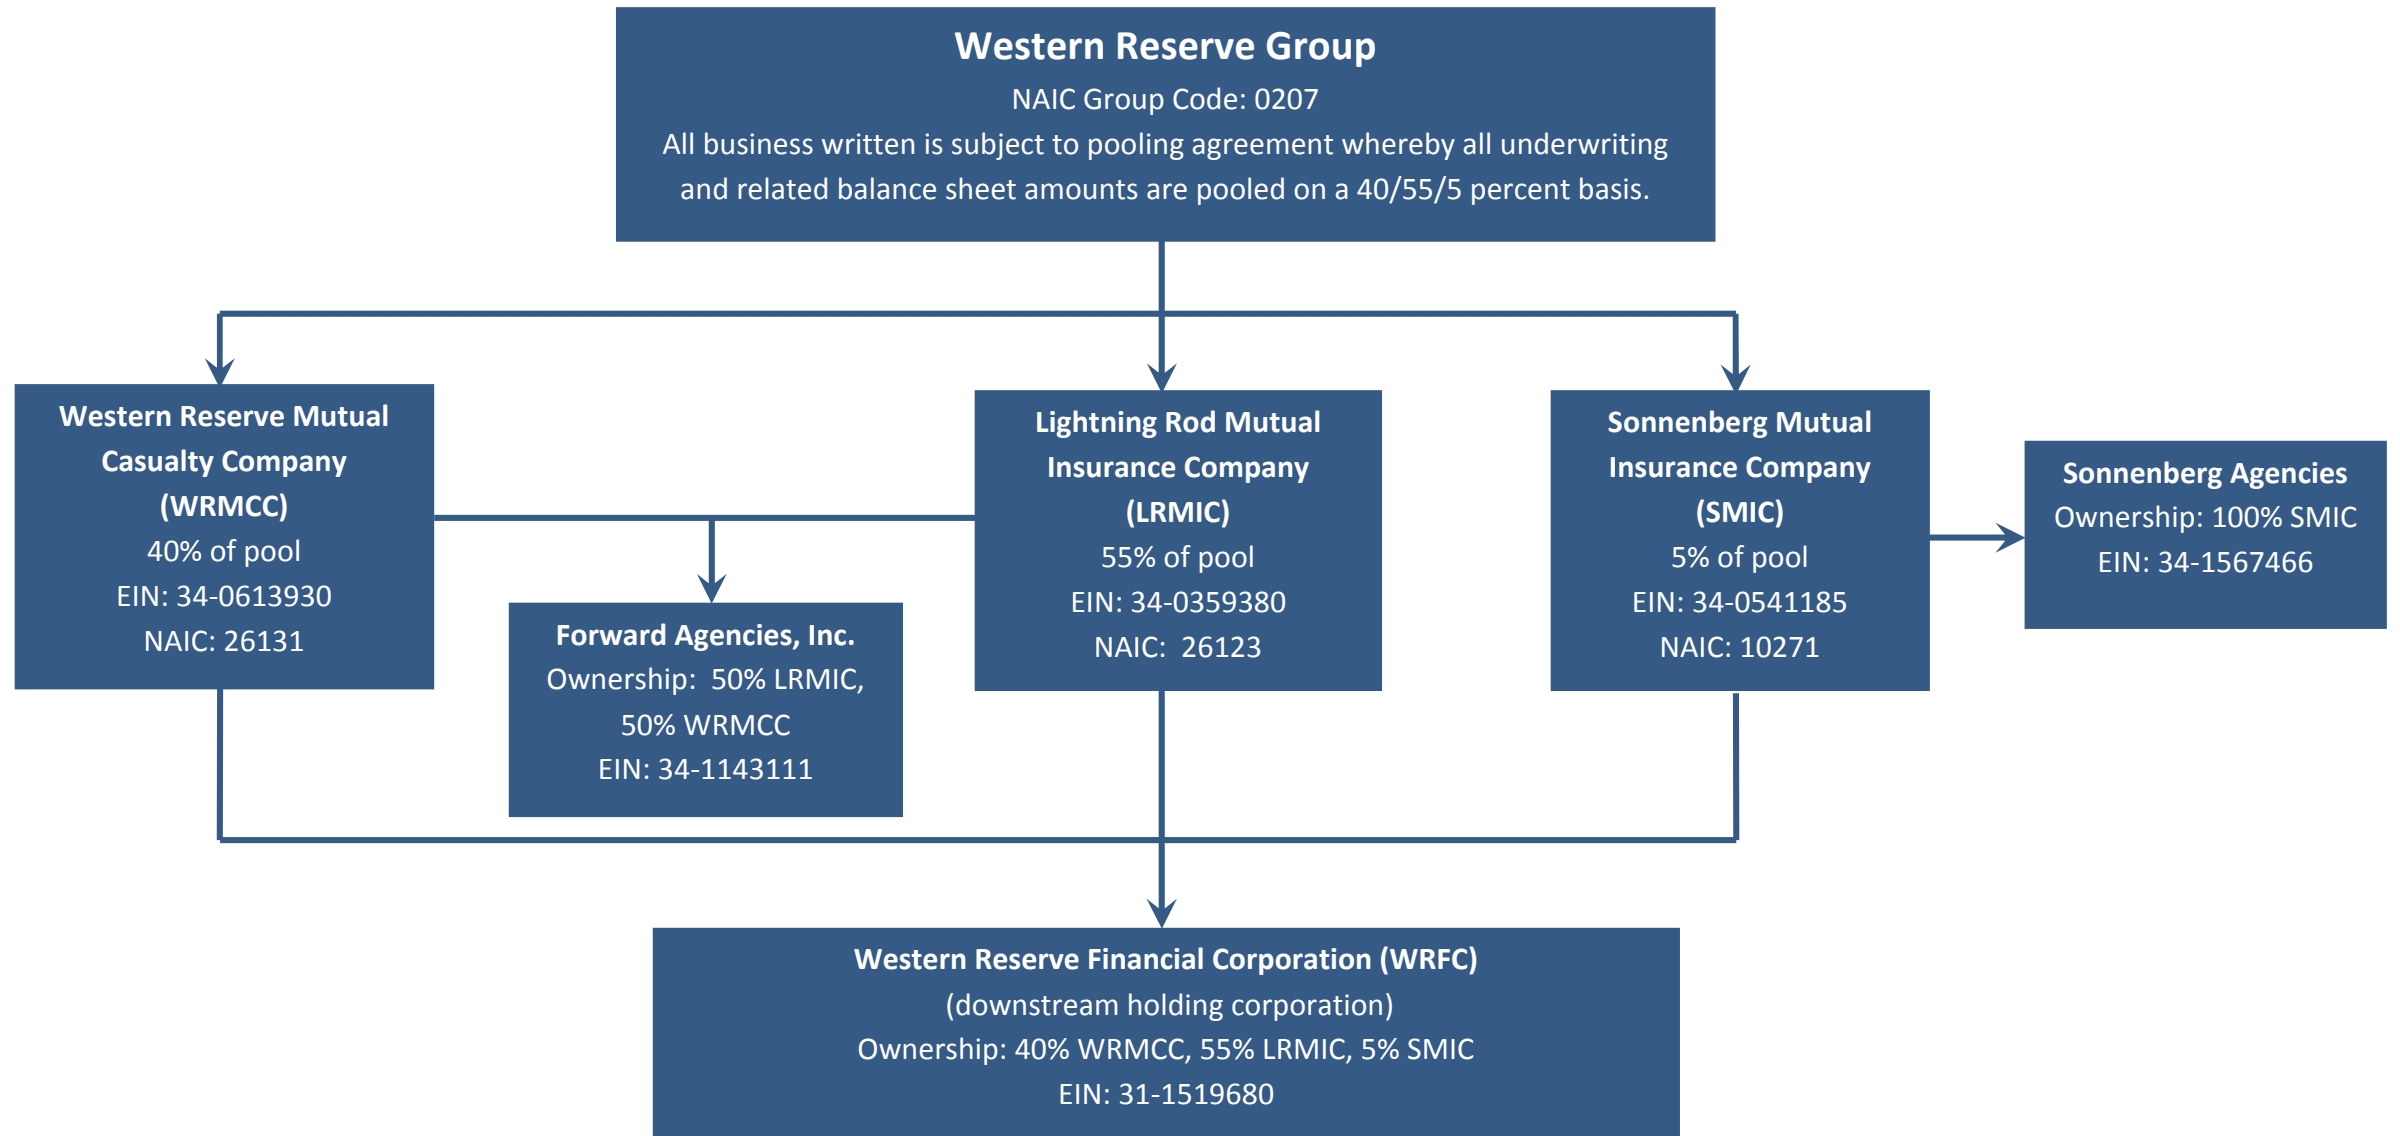 Western Reserve Group
NAIC Group Code: 0207
All business written is subject to pooling agreement whereby all underwriting
and related balance sheet amounts are pooled on a 40/55/5 percent basis.
Western Reserve Mutual
Casualty Company
(WRMCC)
40% of pool
EIN: 34-0613930
NAIC: 26131
Forward Agencies, Inc.
Ownership:  50% LRMIC,
50% WRMCC
EIN: 34-1143111
Lightning Rod Mutual
Insurance Company
(LRMIC)
55% of pool
EIN: 34-0359380
NAIC:  26123
Sonnenberg Mutual
Insurance Company
(SMIC)
5% of pool
EIN: 34-0541185
NAIC: 10271
Sonnenberg Agencies
Ownership: 100% SMIC
EIN: 34-1567466
Western Reserve Financial Corporation (WRFC)
(downstream holding corporation)
Ownership: 40% WRMCC, 55% LRMIC, 5% SMIC
EIN: 31-1519680